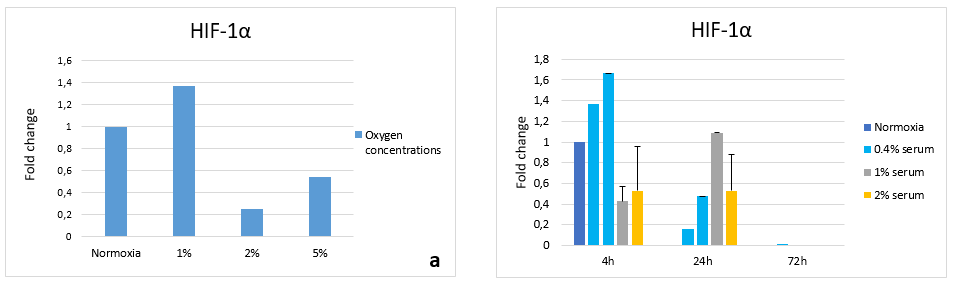 HIF-1α
Fold change
1,6
1,4
1,2
1
0,8
0,6
0,4
0,2
0
Normoxia 1% 2% 5%
Oxygen
concentrations
a
HIF-1α
Fold change
1,8
1,6
1,4
1,2
1
0,8
0,6
0,4
0,2
0
4h 24h 72h
Normoxia
0.4% serum
1% serum
2% serum